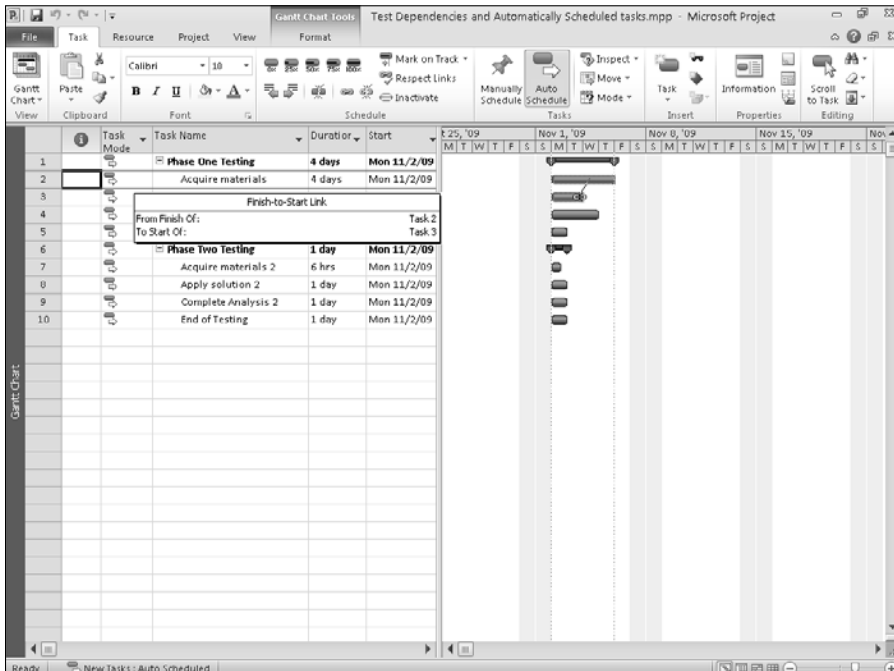 Gantt Chart Tools
Test Dependencies and Automatically Scheduled tasks.mpp - Microsoft Project
File Task Resource Project View Format
Gantt Chart
View
Paste
Clipboard
Calibri 10
B I U A
Font
0% 25% 50% 75% 100%
Mark on Track
Respect Links
Inactivate
Schedule
Manually Schedule
Auto Schedule
Inspect
Move
Mode
Tasks
Task
Insert
Information
Properties
Scroll to Task
Editing
Task Mode Task Name Duration Start
t 25, '09 Nov 1, '09 Nov 8, '09 Nov 15, '09 Nov
M T W T F S S M T W T F S S M T W T F S S M T W T F S S
1 Phase One Testing 4 days Mon 11/2/09
2 Acquire materials 4 days Mon 11/2/09
3
4
5
Finish-to-Start Link
From Finish Of: Task 2
To Start Of: Task 3
6 Phase Two Testing 1 day Mon 11/2/09
7 Acquire materials 2 6 hrs Mon 11/2/09
8 Apply solution 2 1 day Mon 11/2/09
9 Complete Analysis 2 1 day Mon 11/2/09
10 End of Testing 1 day Mon 11/2/09
Gantt Chart
Ready New Tasks : Auto Scheduled